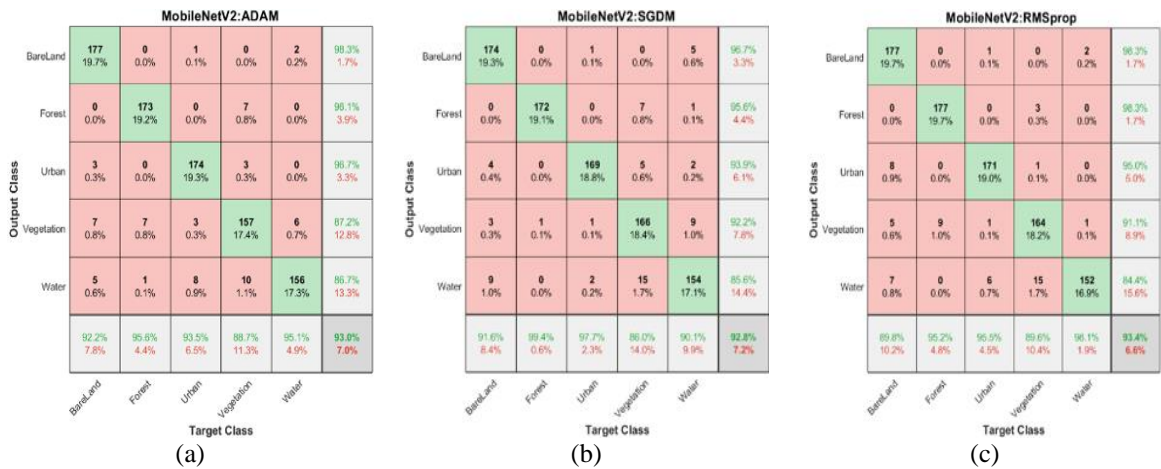 MobileNetV2:ADAM
BareLand 177 0 1 0 2 98.3%
19.7% 0.0% 0.1% 0.0% 0.2% 1.7%
Forest 0 173 0 7 0 96.1%
0.0% 19.2% 0.0% 0.8% 0.0% 3.9%
Urban 3 0 174 3 0 96.7%
0.3% 0.0% 19.3% 0.3% 0.0% 3.3%
Vegetation 7 7 3 157 6 87.2%
0.8% 0.8% 0.3% 17.4% 0.7% 12.8%
Water 5 1 8 10 156 86.7%
0.6% 0.1% 0.9% 1.1% 17.3% 13.3%
92.2% 95.6% 93.5% 88.7% 95.1% 93.0%
7.8% 4.4% 6.5% 11.3% 4.9% 7.0%
BareLand Forest Urban Vegetation Water
Output Class
Target Class
(a)
MobileNetV2:SGDM
BareLand 174 0 1 0 5 96.7%
19.3% 0.0% 0.1% 0.0% 0.6% 3.3%
Forest 0 172 0 7 1 95.6%
0.0% 19.1% 0.0% 0.8% 0.1% 4.4%
Urban 4 0 169 5 2 93.9%
0.4% 0.0% 18.8% 0.6% 0.2% 6.1%
Vegetation 3 1 1 166 9 92.2%
0.3% 0.1% 0.1% 18.4% 1.0% 7.8%
Water 9 0 2 15 154 85.6%
1.0% 0.0% 0.2% 1.7% 17.1% 14.4%
91.6% 99.4% 97.7% 86.0% 90.1% 92.8%
8.4% 0.6% 2.3% 14.0% 9.9% 7.2%
BareLand Forest Urban Vegetation Water
Output Class
Target Class
(b)
MobileNetV2:RMSprop
BareLand 177 0 1 0 2 98.3%
19.7% 0.0% 0.1% 0.0% 0.2% 1.7%
Forest 0 177 0 3 0 98.3%
0.0% 19.7% 0.0% 0.3% 0.0% 1.7%
Urban 8 0 171 1 0 95.0%
0.9% 0.0% 19.0% 0.1% 0.0% 5.0%
Vegetation 5 9 1 164 1 91.1%
0.6% 1.0% 0.1% 18.2% 0.1% 8.9%
Water 7 0 6 15 152 84.4%
0.8% 0.0% 0.7% 1.7% 16.9% 15.6%
89.8% 95.2% 95.5% 89.6% 98.1% 93.4%
10.2% 4.8% 4.5% 10.4% 1.9% 6.6%
BareLand Forest Urban Vegetation Water
Output Class
Target Class
(c)